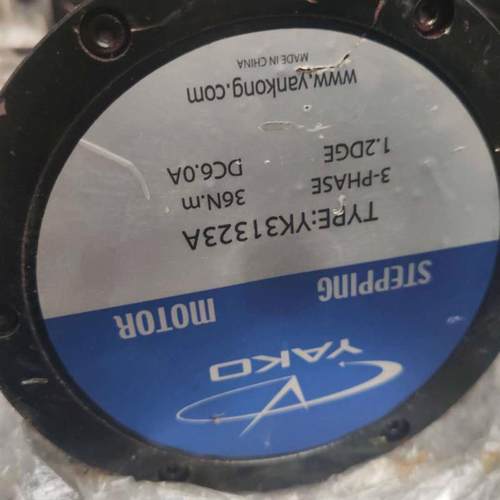 YAKO
STEPPING MOTOR
TYPE:YK31323A
3-PHASE 36N.m
1.2DGE DC6.0A
www.yankong.com
MADE IN CHINA